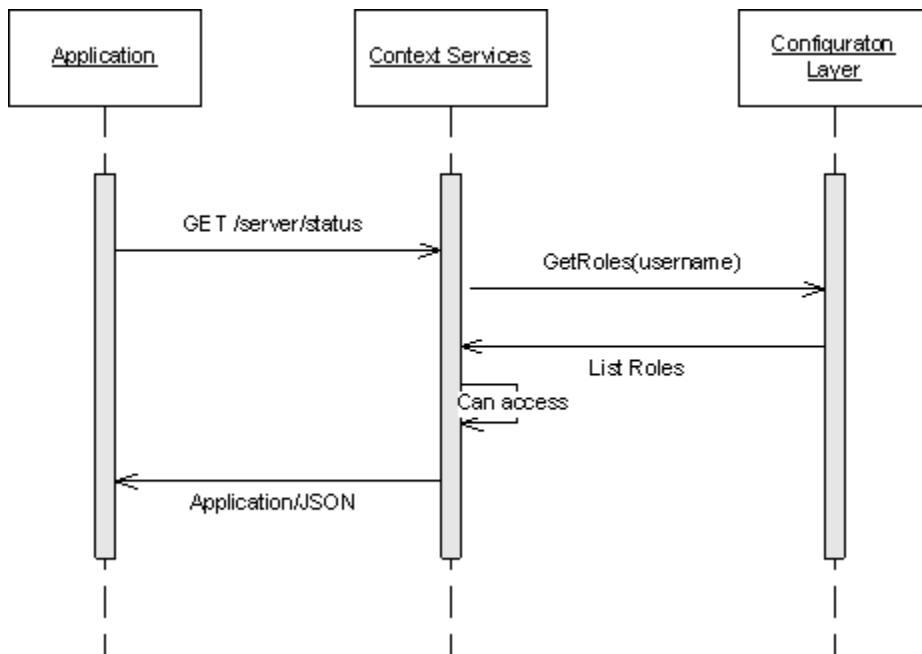 Application
Context Services
Configuraton
Layer
GET /server/status
GetRoles(username)
List Roles
Can access
Application/JSON